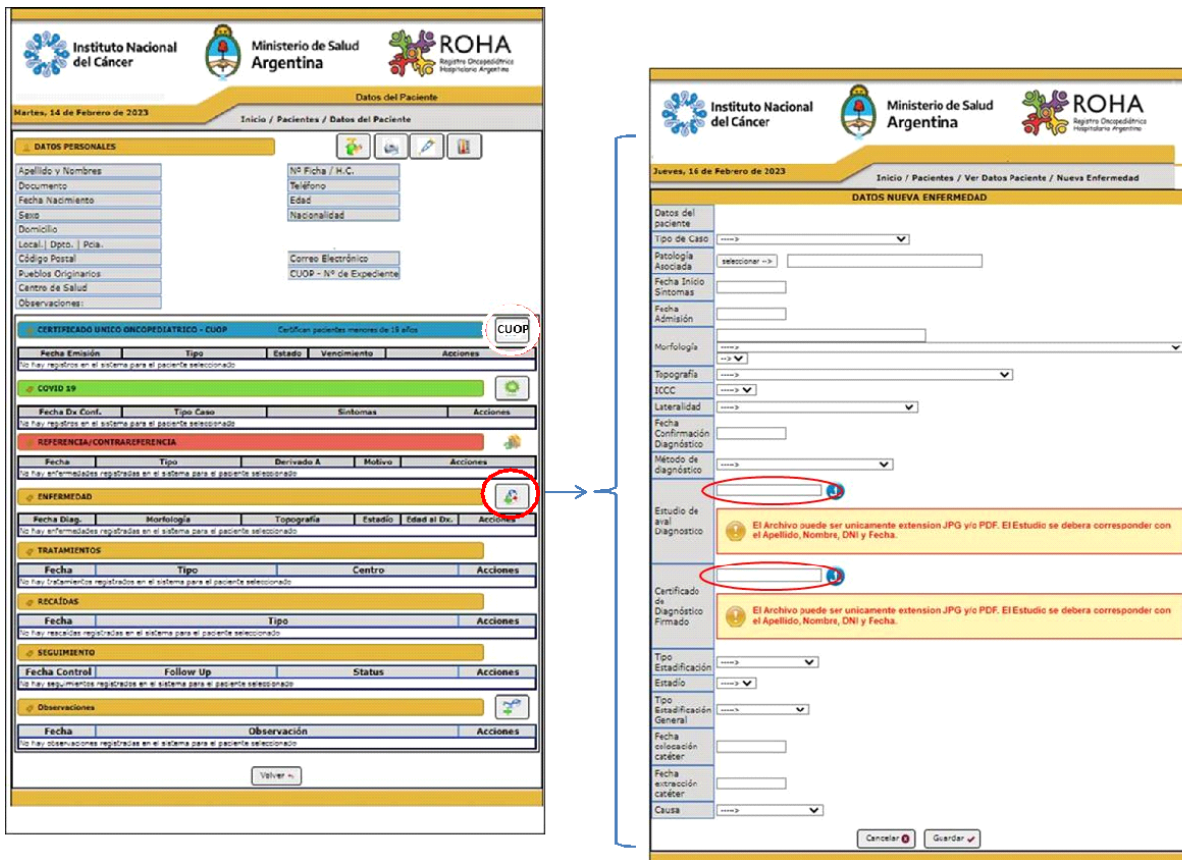 Instituto Nacional
del Cáncer
Ministerio de Salud
Argentina
ROHA
Registro Oncopediátrico
Hospitalario Argentino
Datos del Paciente
Martes, 14 de Febrero de 2023
Inicio / Pacientes / Datos del Paciente
DATOS PERSONALES
Apellido y Nombres
Nº Ficha / H.C.
Documento
Teléfono
Fecha Nacimiento
Edad
Sexo
Nacionalidad
Domicilio
Local.| Dpto. | Pcia.
Código Postal
Correo Electrónico
Pueblos Originarios
CUOP - Nº de Expediente
Centro de Salud
Observaciones:
CERTIFICADO UNICO ONCOPEDIATRICO - CUOP Certifican pacientes menores de 19 años CUOP
Fecha Emisión Tipo Estado Vencimiento Acciones
No hay registros en el sistema para el paciente seleccionado
COVID 19
Fecha Dx Conf. Tipo Caso Sintomas Acciones
No hay registros en el sistema para el paciente seleccionado
REFERENCIA/CONTRAREFERENCIA
Fecha Tipo Derivado A Motivo Acciones
No hay enfermedades registradas en el sistema para el paciente seleccionado
ENFERMEDAD
Fecha Diag. Morfología Topografía Estadío Edad al Dx. Acciones
No hay enfermedades registradas en el sistema para el paciente seleccionado
TRATAMIENTOS
Fecha Tipo Centro Acciones
No hay tratamientos registrados en el sistema para el paciente seleccionado
RECAÍDAS
Fecha Tipo Acciones
No hay rescaidas registradas en el sistema para el paciente seleccionado
SEGUIMIENTO
Fecha Control Follow Up Status Acciones
No hay seguimientos registrados en el sistema para el paciente seleccionado
Observaciones
Fecha Observación Acciones
No hay observaciones registradas en el sistema para el paciente seleccionado
Volver
Instituto Nacional
del Cáncer
Ministerio de Salud
Argentina
ROHA
Registro Oncopediátrico
Hospitalario Argentino
Jueves, 16 de Febrero de 2023
Inicio / Pacientes / Ver Datos Paciente / Nueva Enfermedad
DATOS NUEVA ENFERMEDAD
Datos del
paciente
Tipo de Caso ---->
Patología
Asociada
seleccionar -->
Fecha Inicio
Sintomas
Fecha
Admisión
Morfología
---->
-->
Topografía ---->
ICCC ---->
Lateralidad ---->
Fecha
Confirmación
Diagnóstico
Método de
diagnóstico
---->
Estudio de
aval
Diagnostico
El Archivo puede ser unicamente extension JPG y/o PDF. El Estudio se debera corresponder con
el Apellido, Nombre, DNI y Fecha.
Certificado
de
Diagnóstico
Firmado
El Archivo puede ser unicamente extension JPG y/o PDF. El Estudio se debera corresponder con
el Apellido, Nombre, DNI y Fecha.
Tipo
Estadificación
---->
Estadío ---->
Tipo
Estadificación
General
---->
Fecha
colocación
catéter
Fecha
extracción
catéter
Causa ---->
Cancelar Guardar